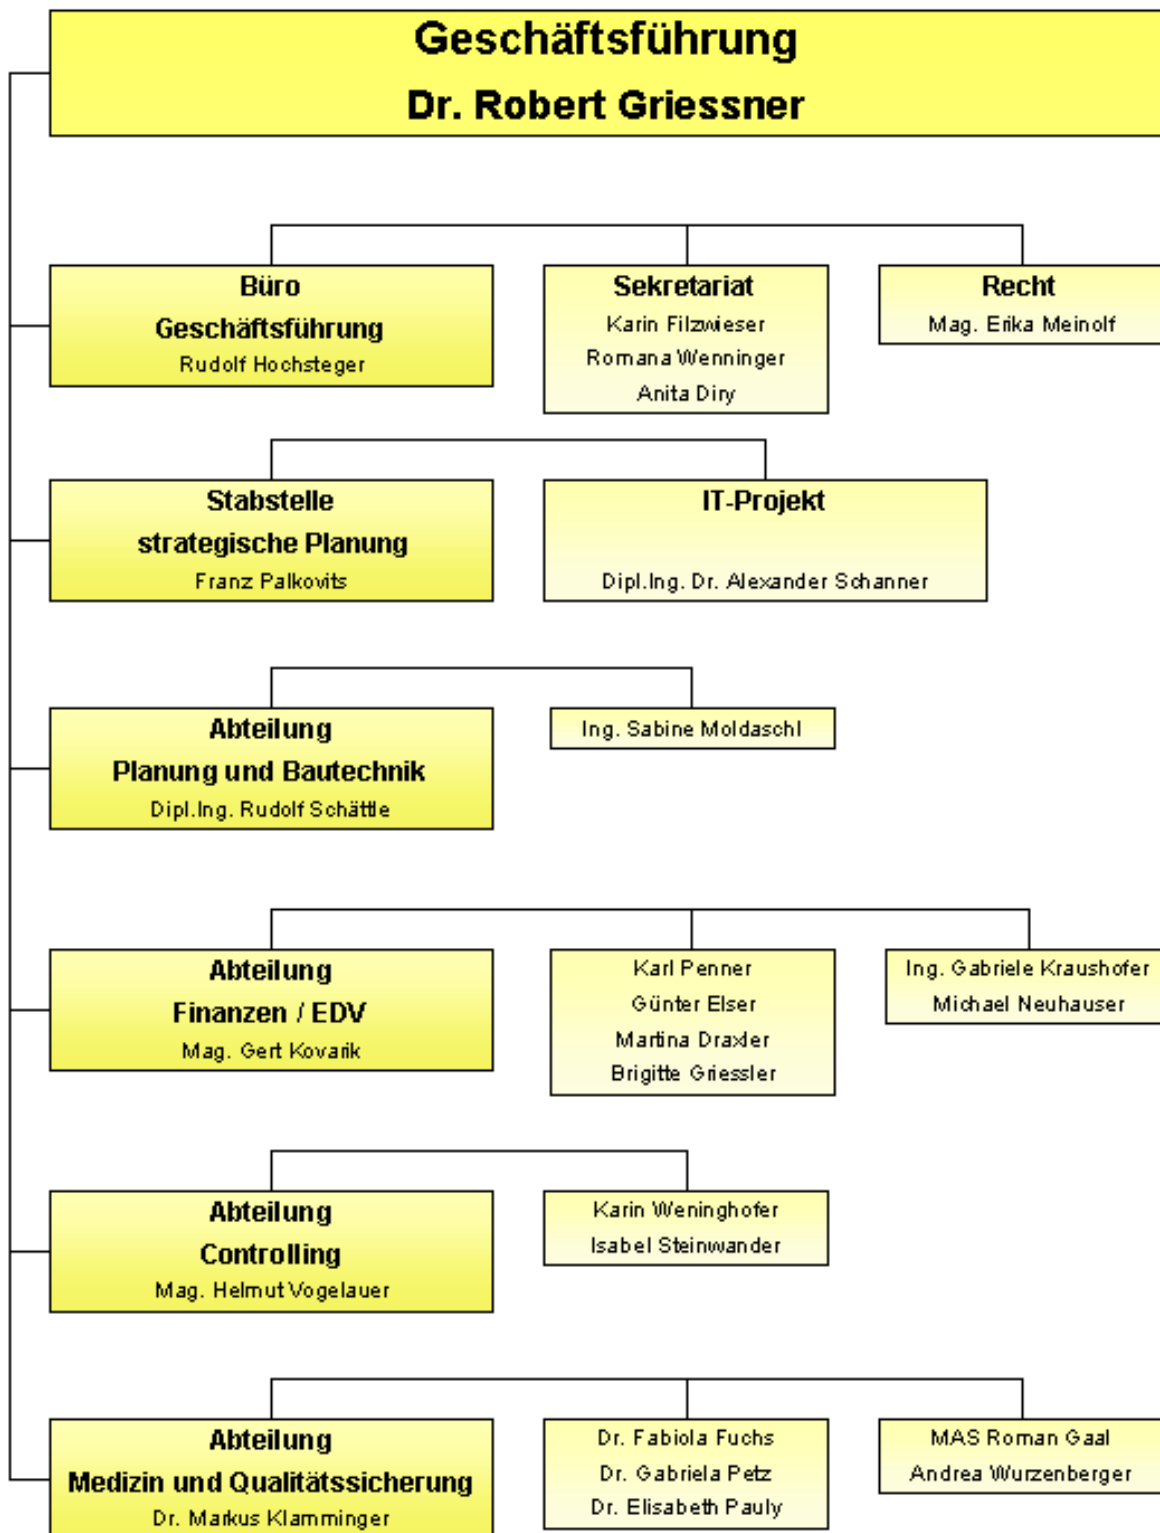 Geschäftsführung
Dr. Robert Griessner
Büro
Geschäftsführung
Rudolf Hochsteger
Sekretariat
Karin Filzwieser
Romana Wenninger
Anita Diry
Recht
Mag. Erika Meinolf
Stabstelle
strategische Planung
Franz Palkovits
IT-Projekt
Dipl.Ing. Dr. Alexander Schanner
Abteilung
Planung und Bautechnik
Dipl.Ing. Rudolf Schättle
Ing. Sabine Moldaschl
Abteilung
Finanzen / EDV
Mag. Gert Kovarik
Karl Penner
Günter Elser
Martina Draxler
Brigitte Griessler
Ing. Gabriele Kraushofer
Michael Neuhauser
Abteilung
Controlling
Mag. Helmut Vogelauer
Karin Weninghofer
Isabel Steinwander
Abteilung
Medizin und Qualitätssicherung
Dr. Markus Klamminger
Dr. Fabiola Fuchs
Dr. Gabriela Petz
Dr. Elisabeth Pauly
MAS Roman Gaal
Andrea Wurzenberger